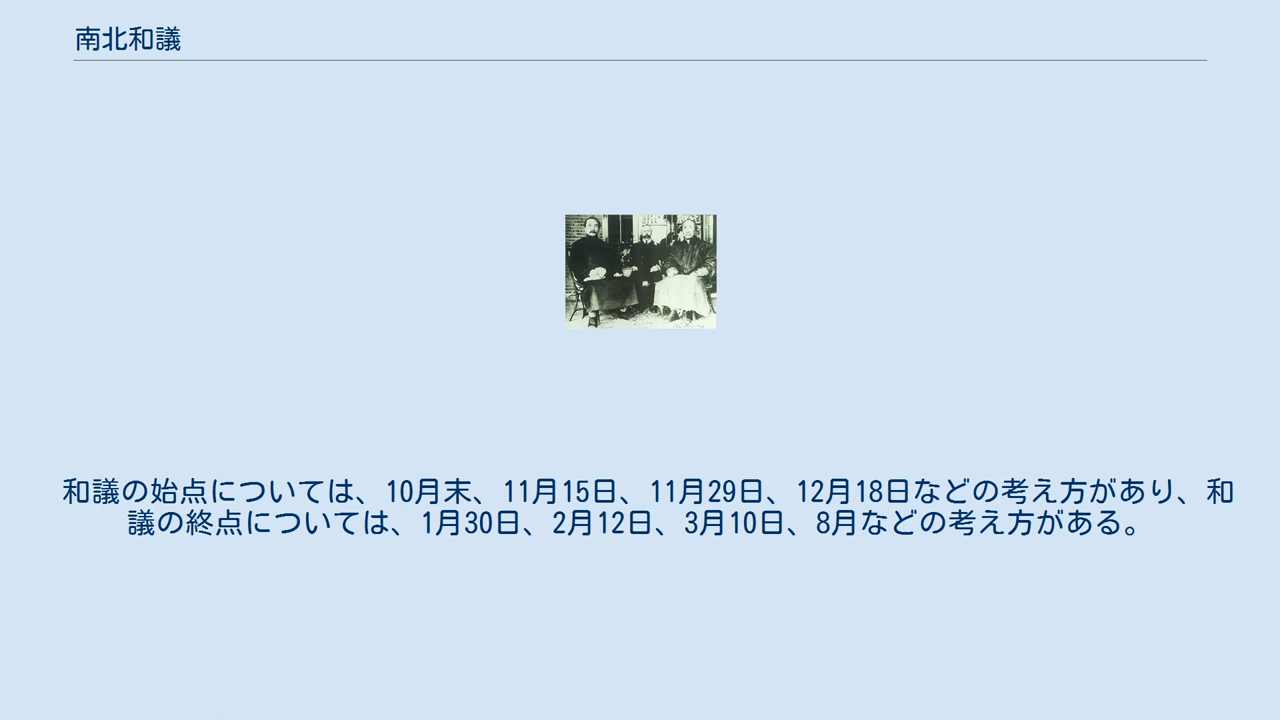 南北和議
和議の始点については、10月末、11月15日、11月29日、12月18日などの考え方があり、和
議の終点については、1月30日、2月12日、3月10日、8月などの考え方がある。